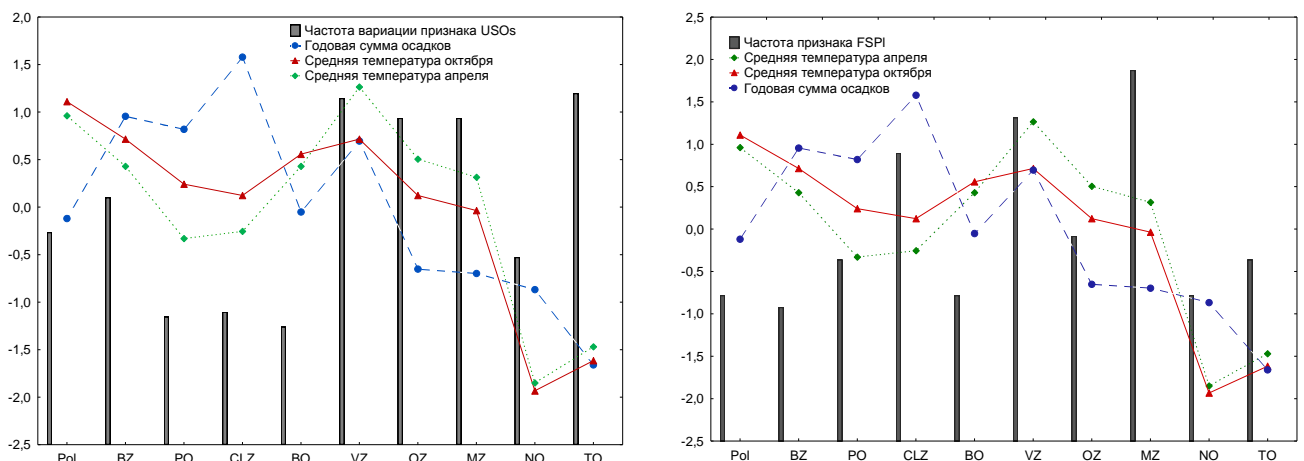 2,0
1,5
1,0
0,5
0,0
-0,5
-1,0
-1,5
-2,0
-2,5
Частота вариации признака USOs
Годовая сумма осадков
Средняя температура октября
Средняя температура апреля
Pol BZ PO CLZ BO VZ OZ MZ NO TO
2,5
2,0
1,5
1,0
0,5
0,0
-0,5
-1,0
-1,5
-2,0
-2,5
Частота признака FSPI
Средняя температура апреля
Средняя температура октября
Годовая сумма осадков
Pol BZ PO CLZ BO VZ OZ MZ NO TO